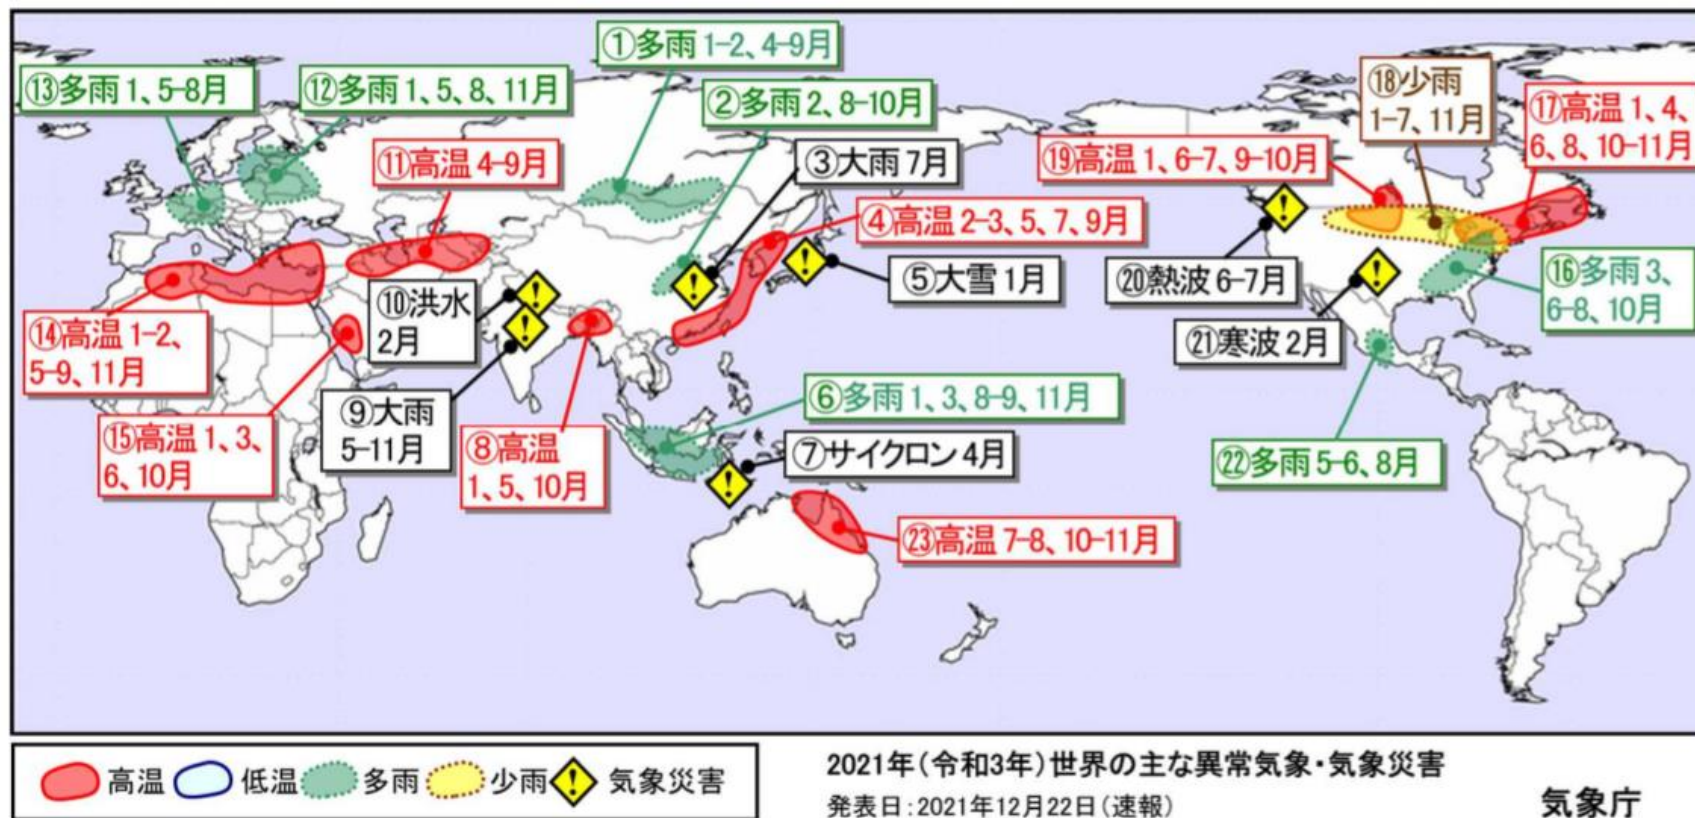 ①多雨 1-2、4-9月
⑬多雨 1、5-8月
⑫多雨 1、5、8、11月
②多雨 2、8-10月
⑱少雨
1-7、11月
⑰高温 1、4、
6、8、10-11月
⑪高温 4-9月
③大雨 7月
⑲高温 1、6-7、9-10月
④高温 2-3、5、7、9月
⑤大雪 1月
⑳熱波 6-7月
⑯多雨 3、
6-8、10月
⑩洪水
2月
⑭高温 1-2、
5-9、11月
㉑寒波 2月
⑨大雨
5-11月
⑥多雨 1、3、8-9、11月
⑮高温 1、3、
6、10月
⑧高温
1、5、10月
⑦サイクロン 4月
㉒多雨 5-6、8月
㉓高温 7-8、10-11月
高温 低温 多雨 少雨 気象災害
2021年(令和3年)世界の主な異常気象・気象災害
発表日:2021年12月22日(速報)
気象庁